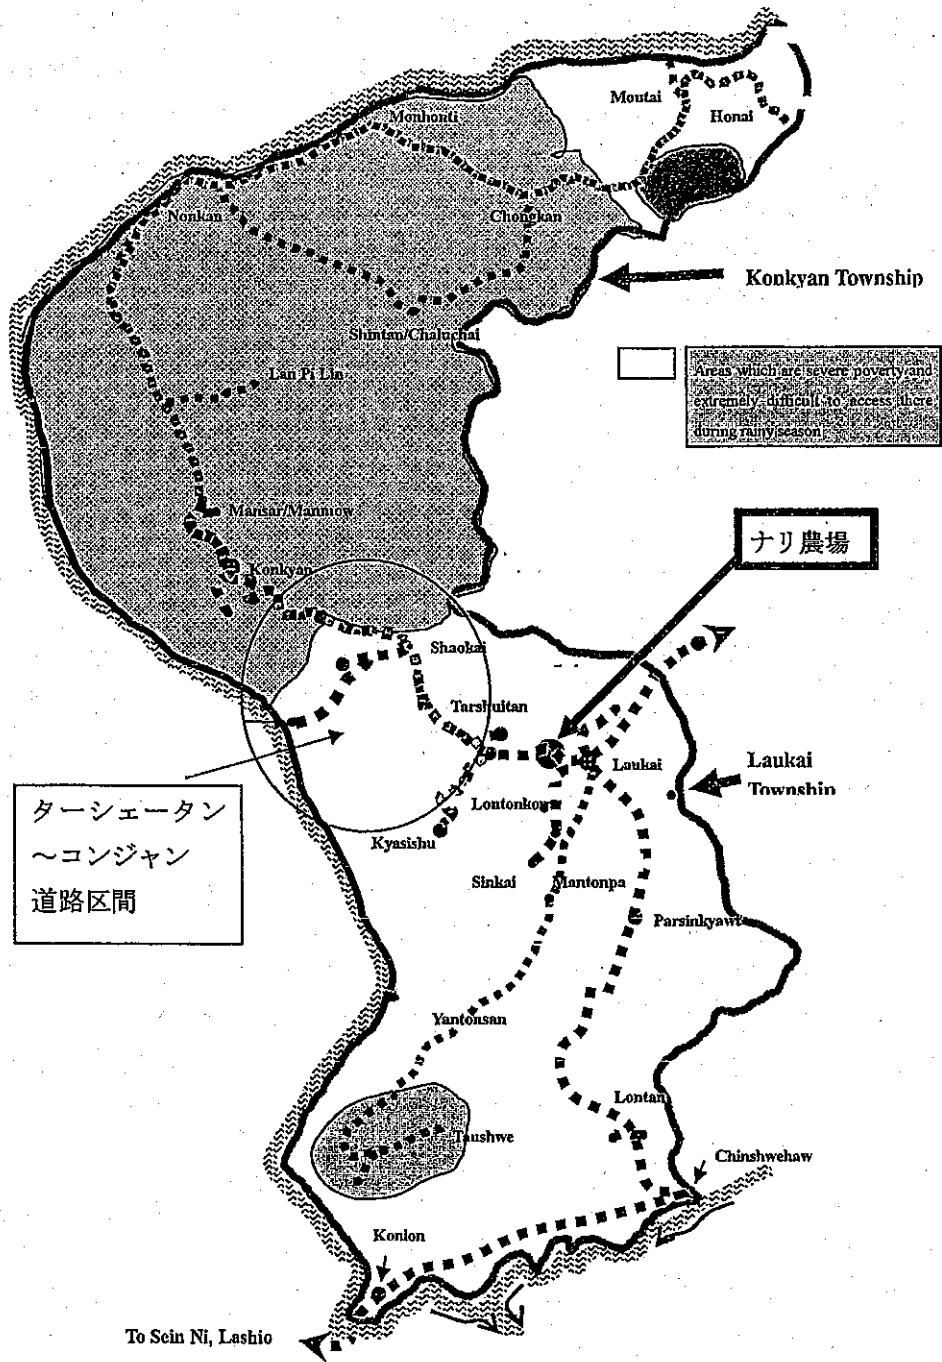 Moutai
Honai
Monhonti
Nonkan
Chongkan
Konkyan Township
Shintan/Chaluchai
Areas which are severe poverty and
extremely difficult to access there
during rainy season
Lan Pi Lin
Mansar/Manmow
ナリ農場
Konkyan
Shaokai
Tarshuitan
Laukai
Laukai
Township
ターシェータン
～コンジャン
道路区間
Lontonkon
Kyasishu
Sinkai
Mantonpa
Parsinkyawt
Yantonsan
Lontan
Taushwe
Chinshwehaw
Konlon
To Sein Ni, Lashio